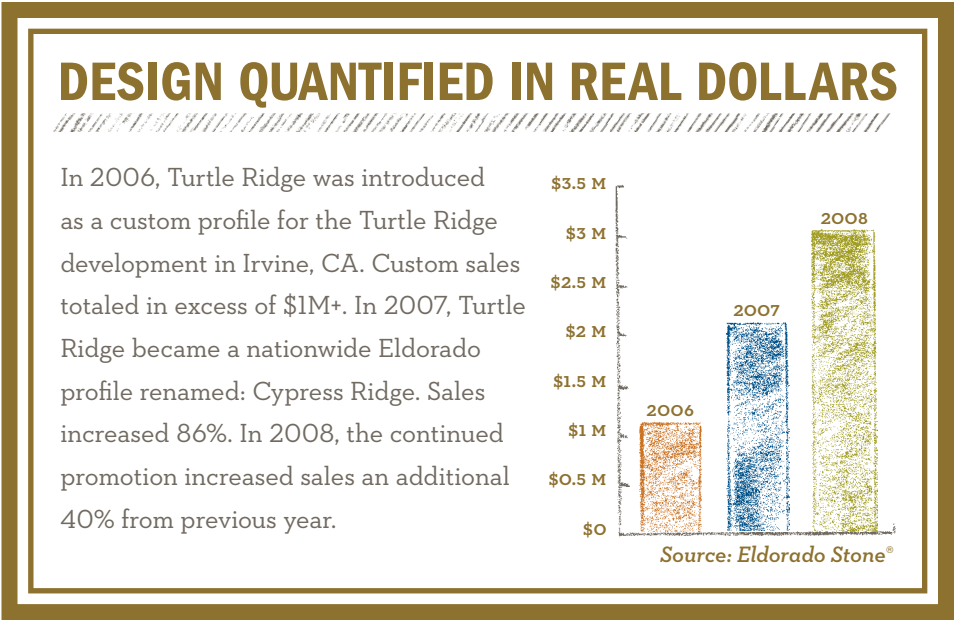 DESIGN QUANTIFIED IN REAL DOLLARS
In 2006, Turtle Ridge was introduced
as a custom profile for the Turtle Ridge
development in Irvine, CA. Custom sales
totaled in excess of $1M+. In 2007, Turtle
Ridge became a nationwide Eldorado
profile renamed: Cypress Ridge. Sales
increased 86%. In 2008, the continued
promotion increased sales an additional
40% from previous year.
$3.5 M
$3 M
$2.5 M
$2 M
$1.5 M
$1 M
$0.5 M
$0
2006
2007
2008
Source: Eldorado Stone®